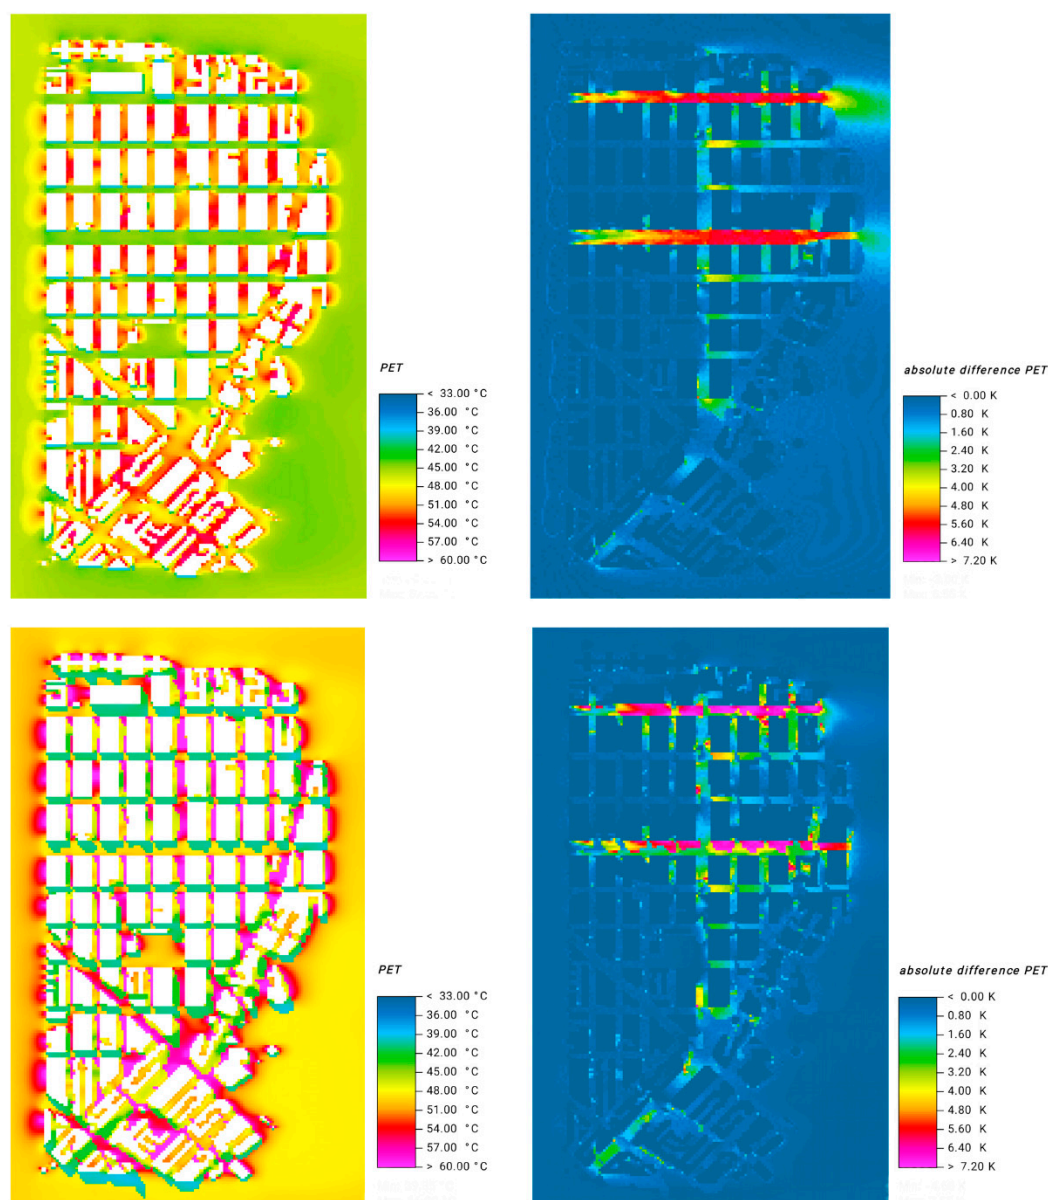 PET
< 33.00 °C
36.00 °C
39.00 °C
42.00 °C
45.00 °C
48.00 °C
51.00 °C
54.00 °C
57.00 °C
> 60.00 °C
absolute difference PET
< 0.00 K
0.80 K
1.60 K
2.40 K
3.20 K
4.00 K
4.80 K
5.60 K
6.40 K
> 7.20 K
PET
< 33.00 °C
36.00 °C
39.00 °C
42.00 °C
45.00 °C
48.00 °C
51.00 °C
54.00 °C
57.00 °C
> 60.00 °C
absolute difference PET
< 0.00 K
0.80 K
1.60 K
2.40 K
3.20 K
4.00 K
4.80 K
5.60 K
6.40 K
> 7.20 K